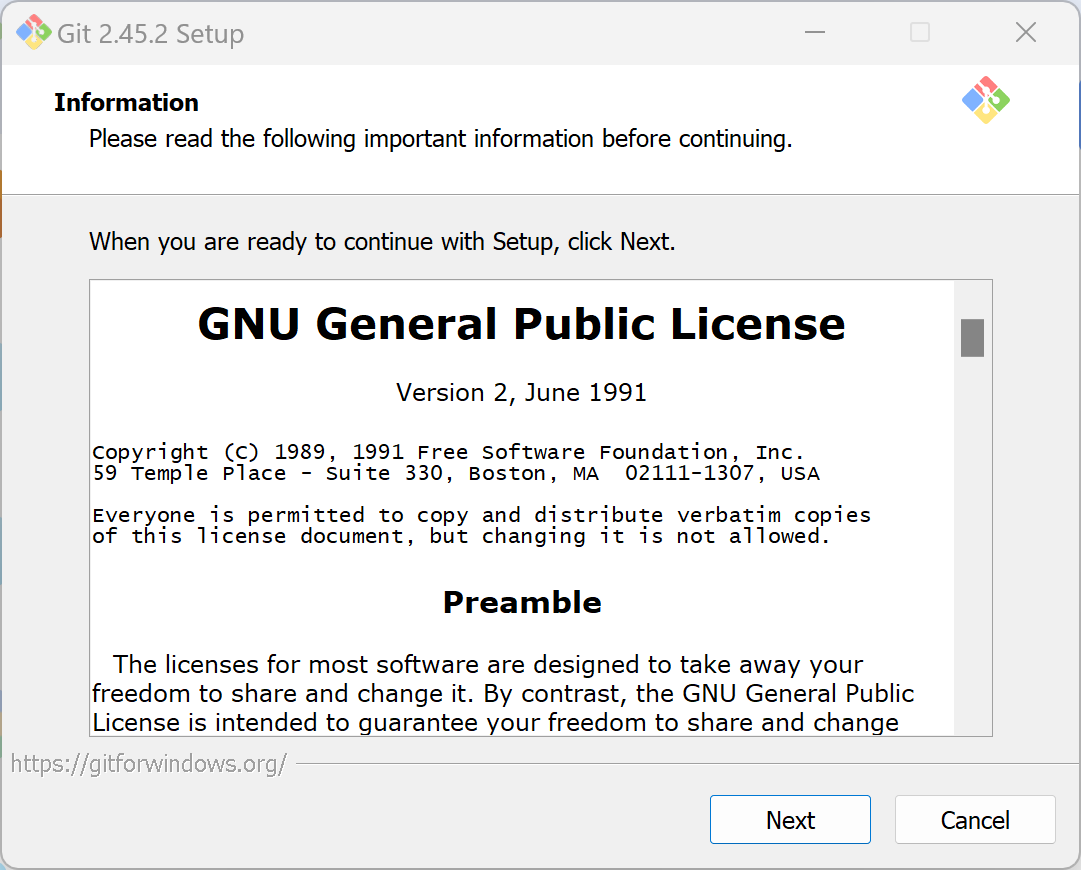 Git 2.45.2 Setup
Information
Please read the following important information before continuing.
When you are ready to continue with Setup, click Next.
GNU General Public License
Version 2, June 1991
Copyright (C) 1989, 1991 Free Software Foundation, Inc.
59 Temple Place - Suite 330, Boston, MA  02111-1307, USA
Everyone is permitted to copy and distribute verbatim copies
of this license document, but changing it is not allowed.
Preamble
The licenses for most software are designed to take away your
freedom to share and change it. By contrast, the GNU General Public
License is intended to guarantee your freedom to share and change
https://gitforwindows.org/
Next
Cancel